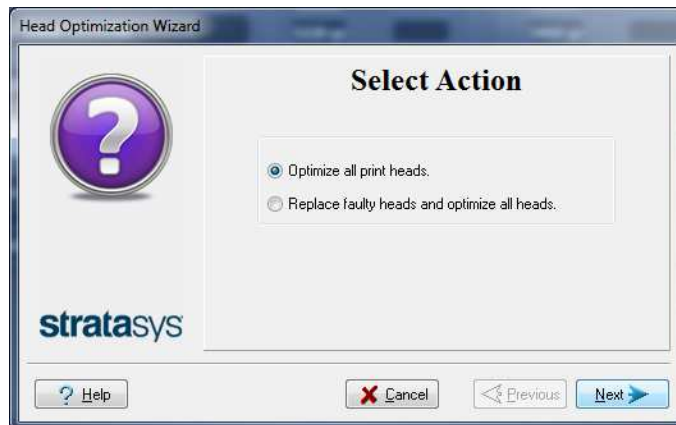 Head Optimization Wizard
Select Action
Optimize all print heads.
Replace faulty heads and optimize all heads.
stratasys
? Help
Cancel
Previous
Next